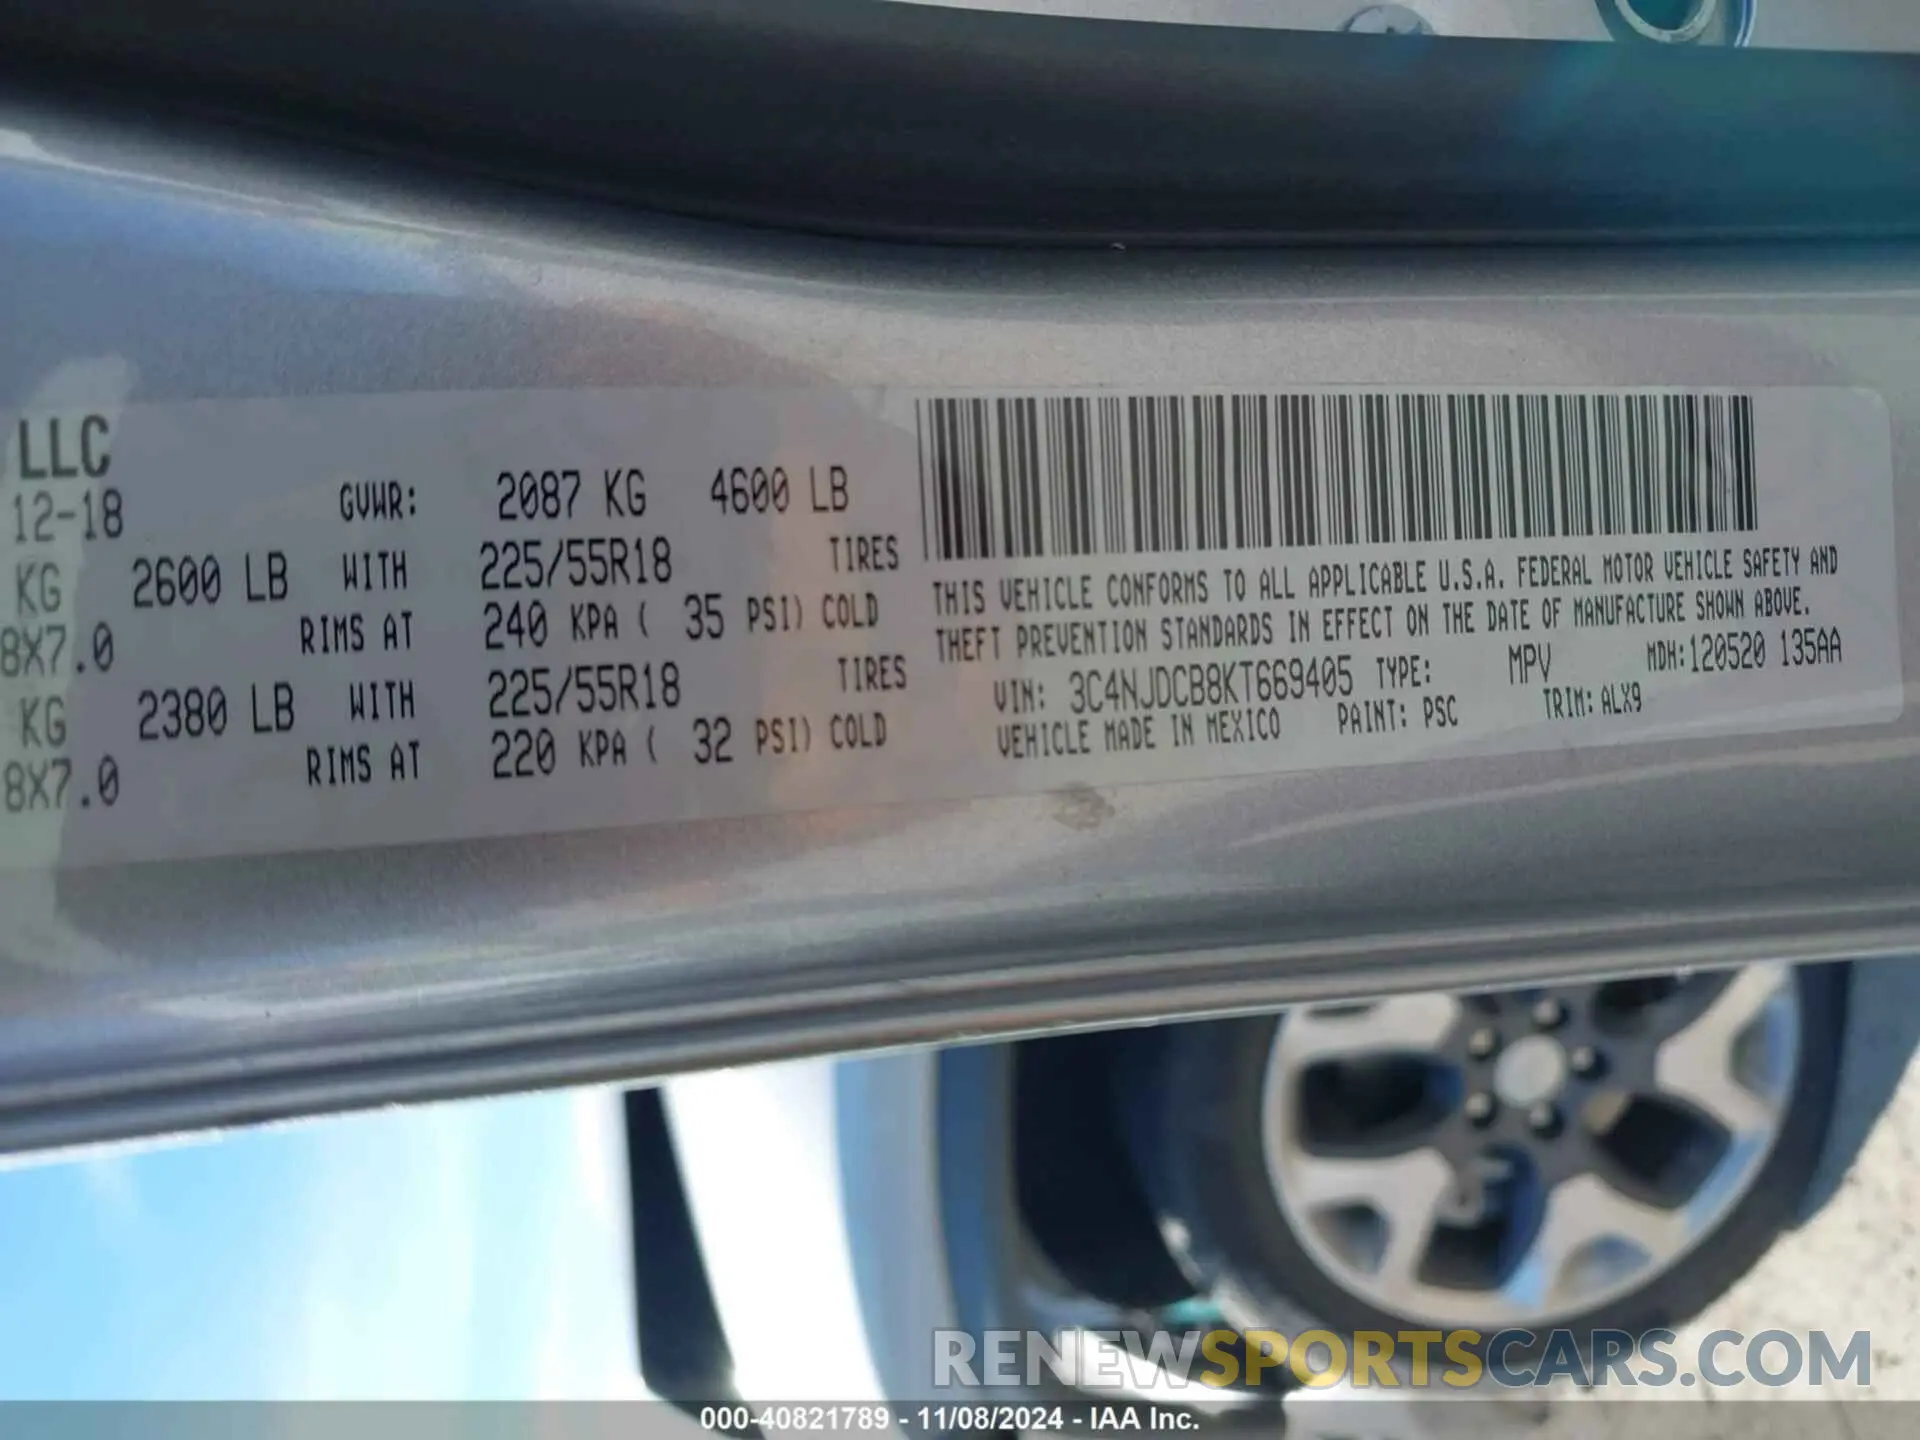 LLC
12-18 GVWR: 2087 KG 4600 LB
KG 2600 LB WITH 225/55R18 TIRES
8X7.0 RIMS AT 240 KPA ( 35 PSI) COLD
KG 2380 LB WITH 225/55R18 TIRES
8X7.0 RIMS AT 220 KPA ( 32 PSI) COLD
THIS VEHICLE CONFORMS TO ALL APPLICABLE U.S.A. FEDERAL MOTOR VEHICLE SAFETY AND
THEFT PREVENTION STANDARDS IN EFFECT ON THE DATE OF MANUFACTURE SHOWN ABOVE.
VIN: 3C4NJDCB8KT669405 TYPE: MPV MDH:120520 135AA
VEHICLE MADE IN MEXICO PAINT: PSC TRIM: ALX9
RENEWSPORTSCARS.COM
000-40821789 - 11/08/2024 - IAA Inc.